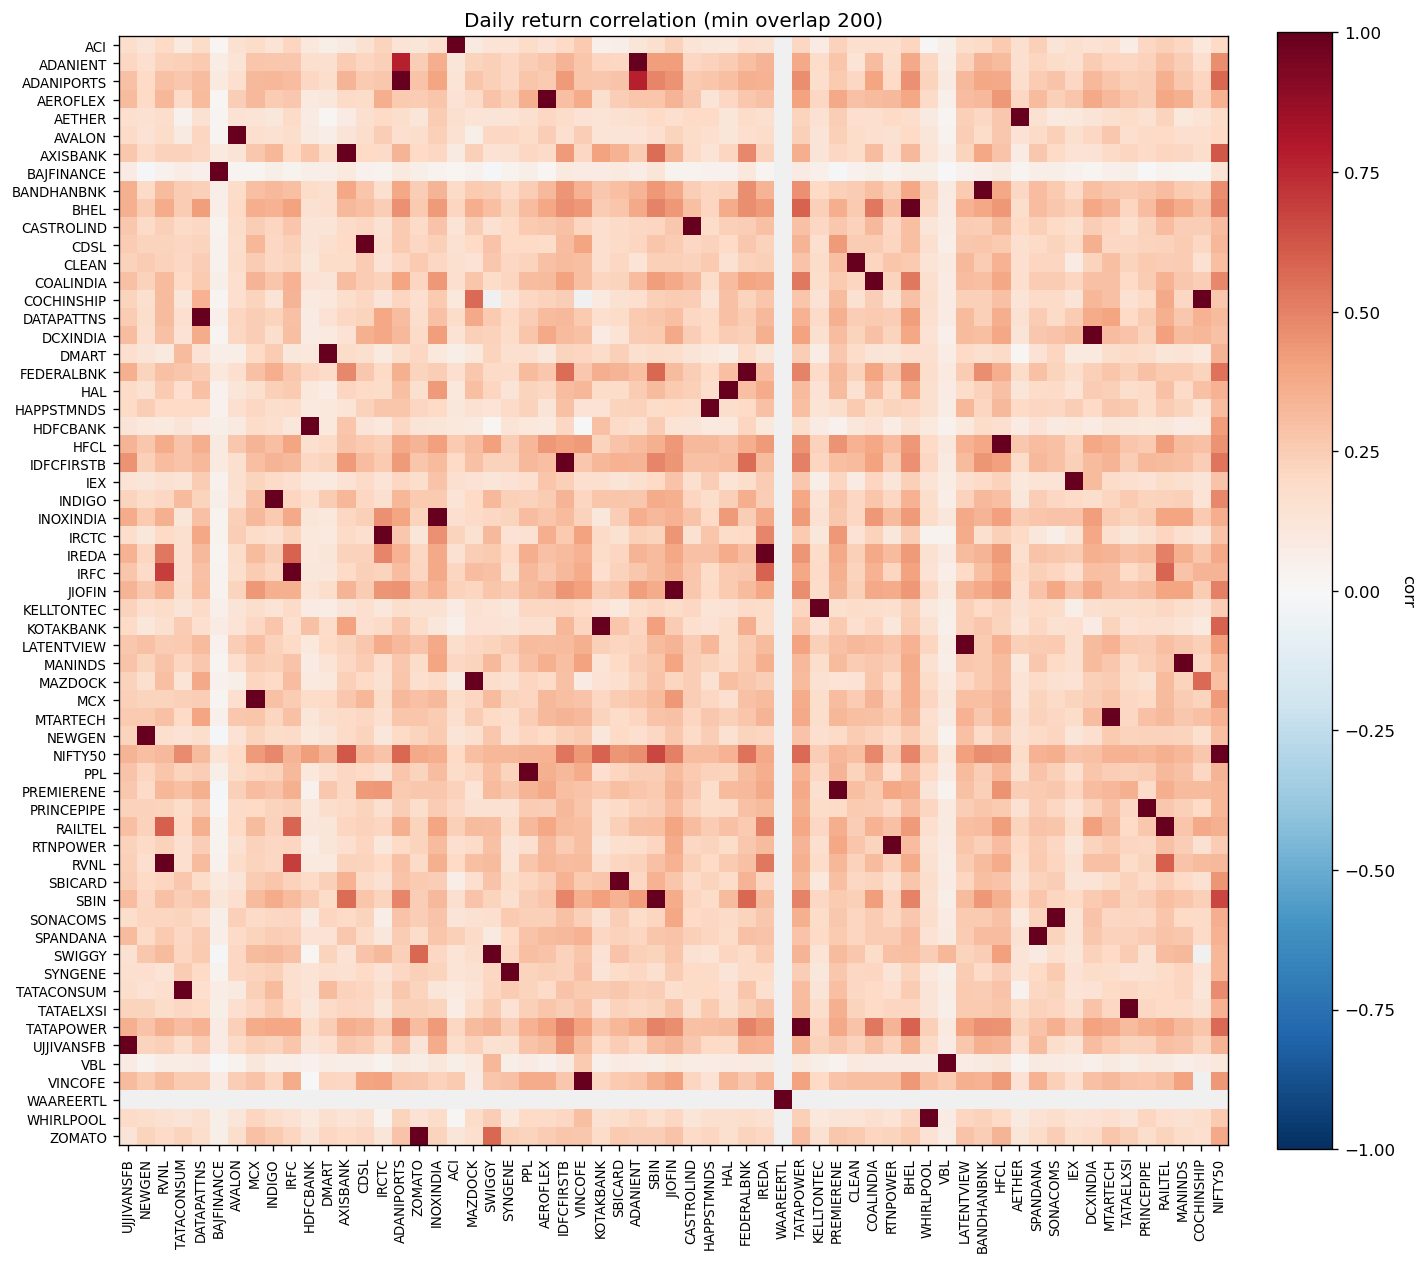 Daily return correlation (min overlap 200)
ACI
ADANIENT
ADANIPORTS
AEROFLEX
AETHER
AVALON
AXISBANK
BAJFINANCE
BANDHANBNK
BHEL
CASTROLIND
CDSL
CLEAN
COALINDIA
COCHINSHIP
DATAPATTNS
DCXINDIA
DMART
FEDERALBNK
HAL
HAPPSTMNDS
HDFCBANK
HFCL
IDFCFIRSTB
IEX
INDIGO
INOXINDIA
IRCTC
IREDA
IRFC
JIOFIN
KELLTONTEC
KOTAKBANK
LATENTVIEW
MANINDS
MAZDOCK
MCX
MTARTECH
NEWGEN
NIFTY50
PPL
PREMIERENE
PRINCEPIPE
RAILTEL
RTNPOWER
RVNL
SBICARD
SBIN
SONACOMS
SPANDANA
SWIGGY
SYNGENE
TATACONSUM
TATAELXSI
TATAPOWER
UJJIVANSFB
VBL
VINCOFE
WAAREERTL
WHIRLPOOL
ZOMATO
UJJIVANSFB
NEWGEN
RVNL
TATACONSUM
DATAPATTNS
BAJFINANCE
AVALON
MCX
INDIGO
IRFC
HDFCBANK
DMART
AXISBANK
CDSL
IRCTC
ADANIPORTS
ZOMATO
INOXINDIA
ACI
MAZDOCK
SWIGGY
SYNGENE
PPL
AEROFLEX
IDFCFIRSTB
VINCOFE
KOTAKBANK
SBICARD
ADANIENT
SBIN
JIOFIN
CASTROLIND
HAPPSTMNDS
HAL
FEDERALBNK
IREDA
WAAREERTL
TATAPOWER
KELLTONTEC
PREMIERENE
CLEAN
COALINDIA
RTNPOWER
BHEL
WHIRLPOOL
VBL
LATENTVIEW
BANDHANBNK
HFCL
AETHER
SPANDANA
SONACOMS
IEX
DCXINDIA
MTARTECH
TATAELXSI
PRINCEPIPE
RAILTEL
MANINDS
COCHINSHIP
NIFTY50
1.00
0.75
0.50
0.25
0.00
−0.25
−0.50
−0.75
−1.00
corr